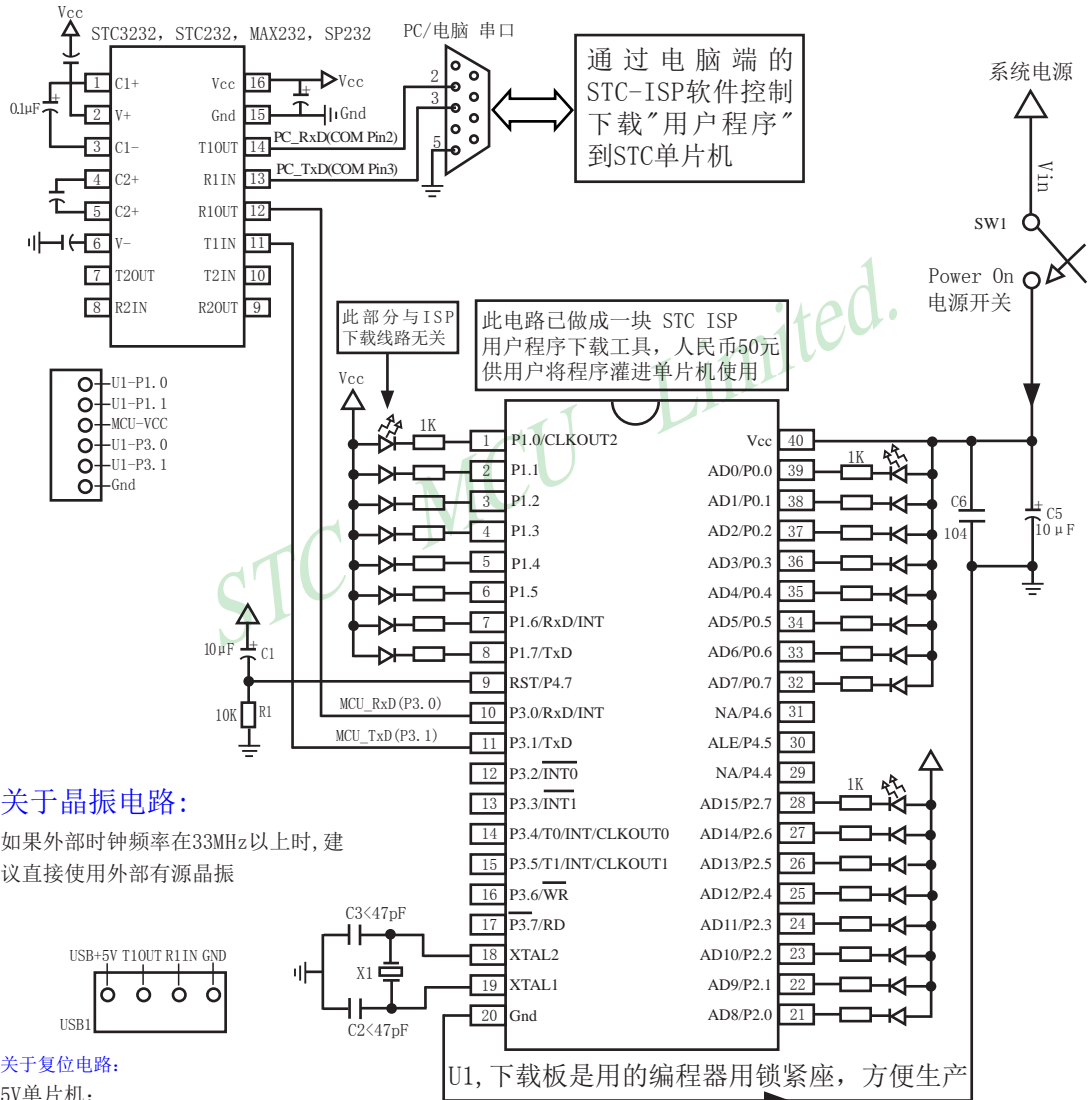 Vcc
STC3232, STC232, MAX232, SP232
PC/电脑 串口
0.1μF
+
1 C1+
2 V+
3 C1-
4 C2+
5 C2+
6 V-
7 T2OUT
8 R2IN
Vcc 16
Gnd 15
T1OUT 14
R1IN 13
R1OUT 12
T1IN 11
T2IN 10
R2OUT 9
Vcc
+
Gnd
PC_RxD(COM Pin2)
PC_TxD(COM Pin3)
2
3
5
通过电脑端的
STC-ISP软件控制
下载"用户程序"
到STC单片机
系统电源
Vin
SW1
Power On
电源开关
此部分与ISP
下载线路无关
此电路已做成一块 STC ISP
用户程序下载工具, 人民币50元
供用户将程序灌进单片机使用
STC MCU Limited.
U1-P1.0
U1-P1.1
MCU-VCC
U1-P3.0
U1-P3.1
Gnd
Vcc
1K
1 P1.0/CLKOUT2
2 P1.1
3 P1.2
4 P1.3
5 P1.4
6 P1.5
7 P1.6/RxD/INT
8 P1.7/TxD
9 RST/P4.7
10 P3.0/RxD/INT
11 P3.1/TxD
12 P3.2/INT0
13 P3.3/INT1
14 P3.4/T0/INT/CLKOUT0
15 P3.5/T1/INT/CLKOUT1
16 P3.6/WR
17 P3.7/RD
18 XTAL2
19 XTAL1
20 Gnd
Vcc 40
AD0/P0.0 39
AD1/P0.1 38
AD2/P0.2 37
AD3/P0.3 36
AD4/P0.4 35
AD5/P0.5 34
AD6/P0.6 33
AD7/P0.7 32
NA/P4.6 31
ALE/P4.5 30
NA/P4.4 29
AD15/P2.7 28
AD14/P2.6 27
AD13/P2.5 26
AD12/P2.4 25
AD11/P2.3 24
AD10/P2.2 23
AD9/P2.1 22
AD8/P2.0 21
1K
1K
C6
104
+
C5
10μF
10μF
+
C1
10K
R1
MCU_RxD(P3.0)
MCU_TxD(P3.1)
关于晶振电路:
如果外部时钟频率在33MHz以上时,建
议直接使用外部有源晶振
C3<47pF
X1
C2<47pF
USB+5V T1OUT R1IN GND
USB1
关于复位电路:
5V单片机:
U1,下载板是用的编程器用锁紧座, 方便生产